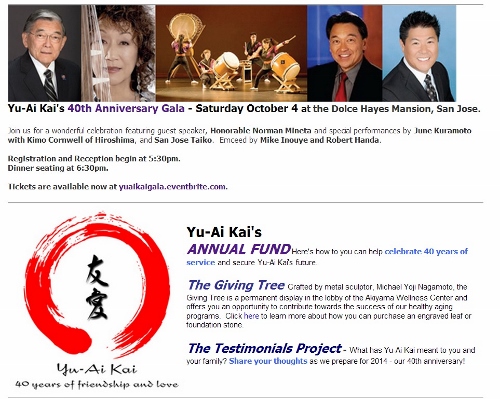 Yu-Ai Kai's 40th Anniversary Gala - Saturday October 4 at the Dolce Hayes Mansion, San Jose.
Join us for a wonderful celebration featuring guest speaker, Honorable Norman Mineta and special performances by June Kuramoto
with Kimo Cornwell of Hiroshima, and San Jose Taiko. Emceed by Mike Inouye and Robert Handa.
Registration and Reception begin at 5:30pm.
Dinner seating at 6:30pm.
Tickets are available now at yuaikaigala.eventbrite.com.
友愛
Yu-Ai Kai
40 years of friendship and love
Yu-Ai Kai's
ANNUAL FUND Here's how to you can help celebrate 40 years of
service and secure Yu-Ai Kai's future.
The Giving Tree Crafted by metal sculptor, Michael Yoji Nagamoto, the
Giving Tree is a permanent display in the lobby of the Akiyama Wellness Center and
offers you an opportunity to contribute towards the success of our healthy aging
programs. Click here to learn more about how you can purchase an engraved leaf or
foundation stone.
The Testimonials Project - What has Yu Ai Kai meant to you and
your family? Share your thoughts as we prepare for 2014 - our 40th anniversary!